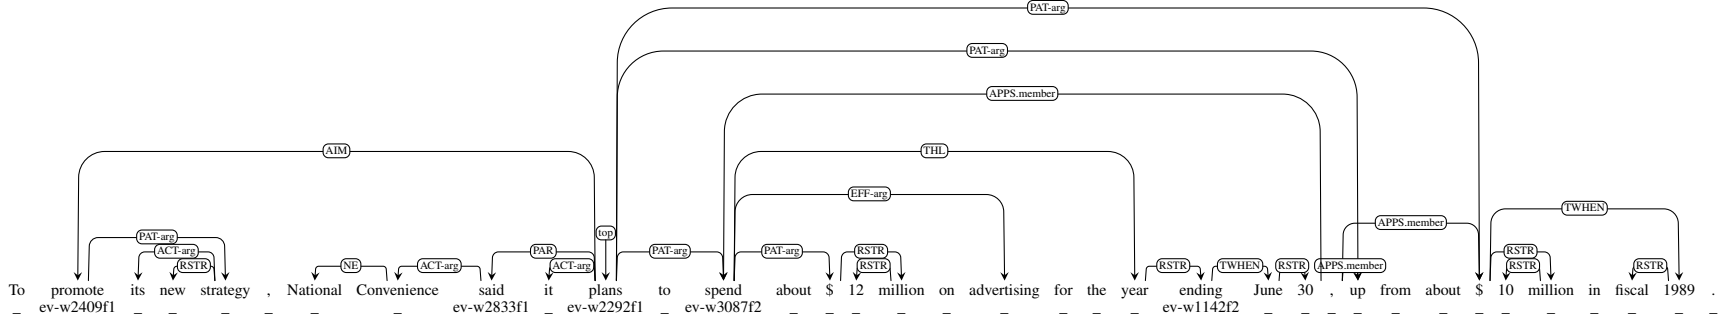 PAT-arg
PAT-arg
APPS.member
AIM THL
EFF-arg
TWHEN
APPS.member
top
PAT-arg
ACT-arg PAR PAT-arg PAT-arg RSTR RSTR
RSTR NE ACT-arg ACT-arg RSTR RSTR TWHEN RSTR APPS.member RSTR RSTR
To promote its new strategy , National Convenience said it plans to spend about $ 12 million on advertising for the year ending June 30 , up from about $ 10 million in fiscal 1989 .
_ ev-w2409f1 _ _ _ _ _ _ ev-w2833f1 _ ev-w2292f1 _ ev-w3087f2 _ _ _ _ _ _ _ _ _ ev-w1142f2 _ _ _ _ _ _ _ _ _ _ _ _ _